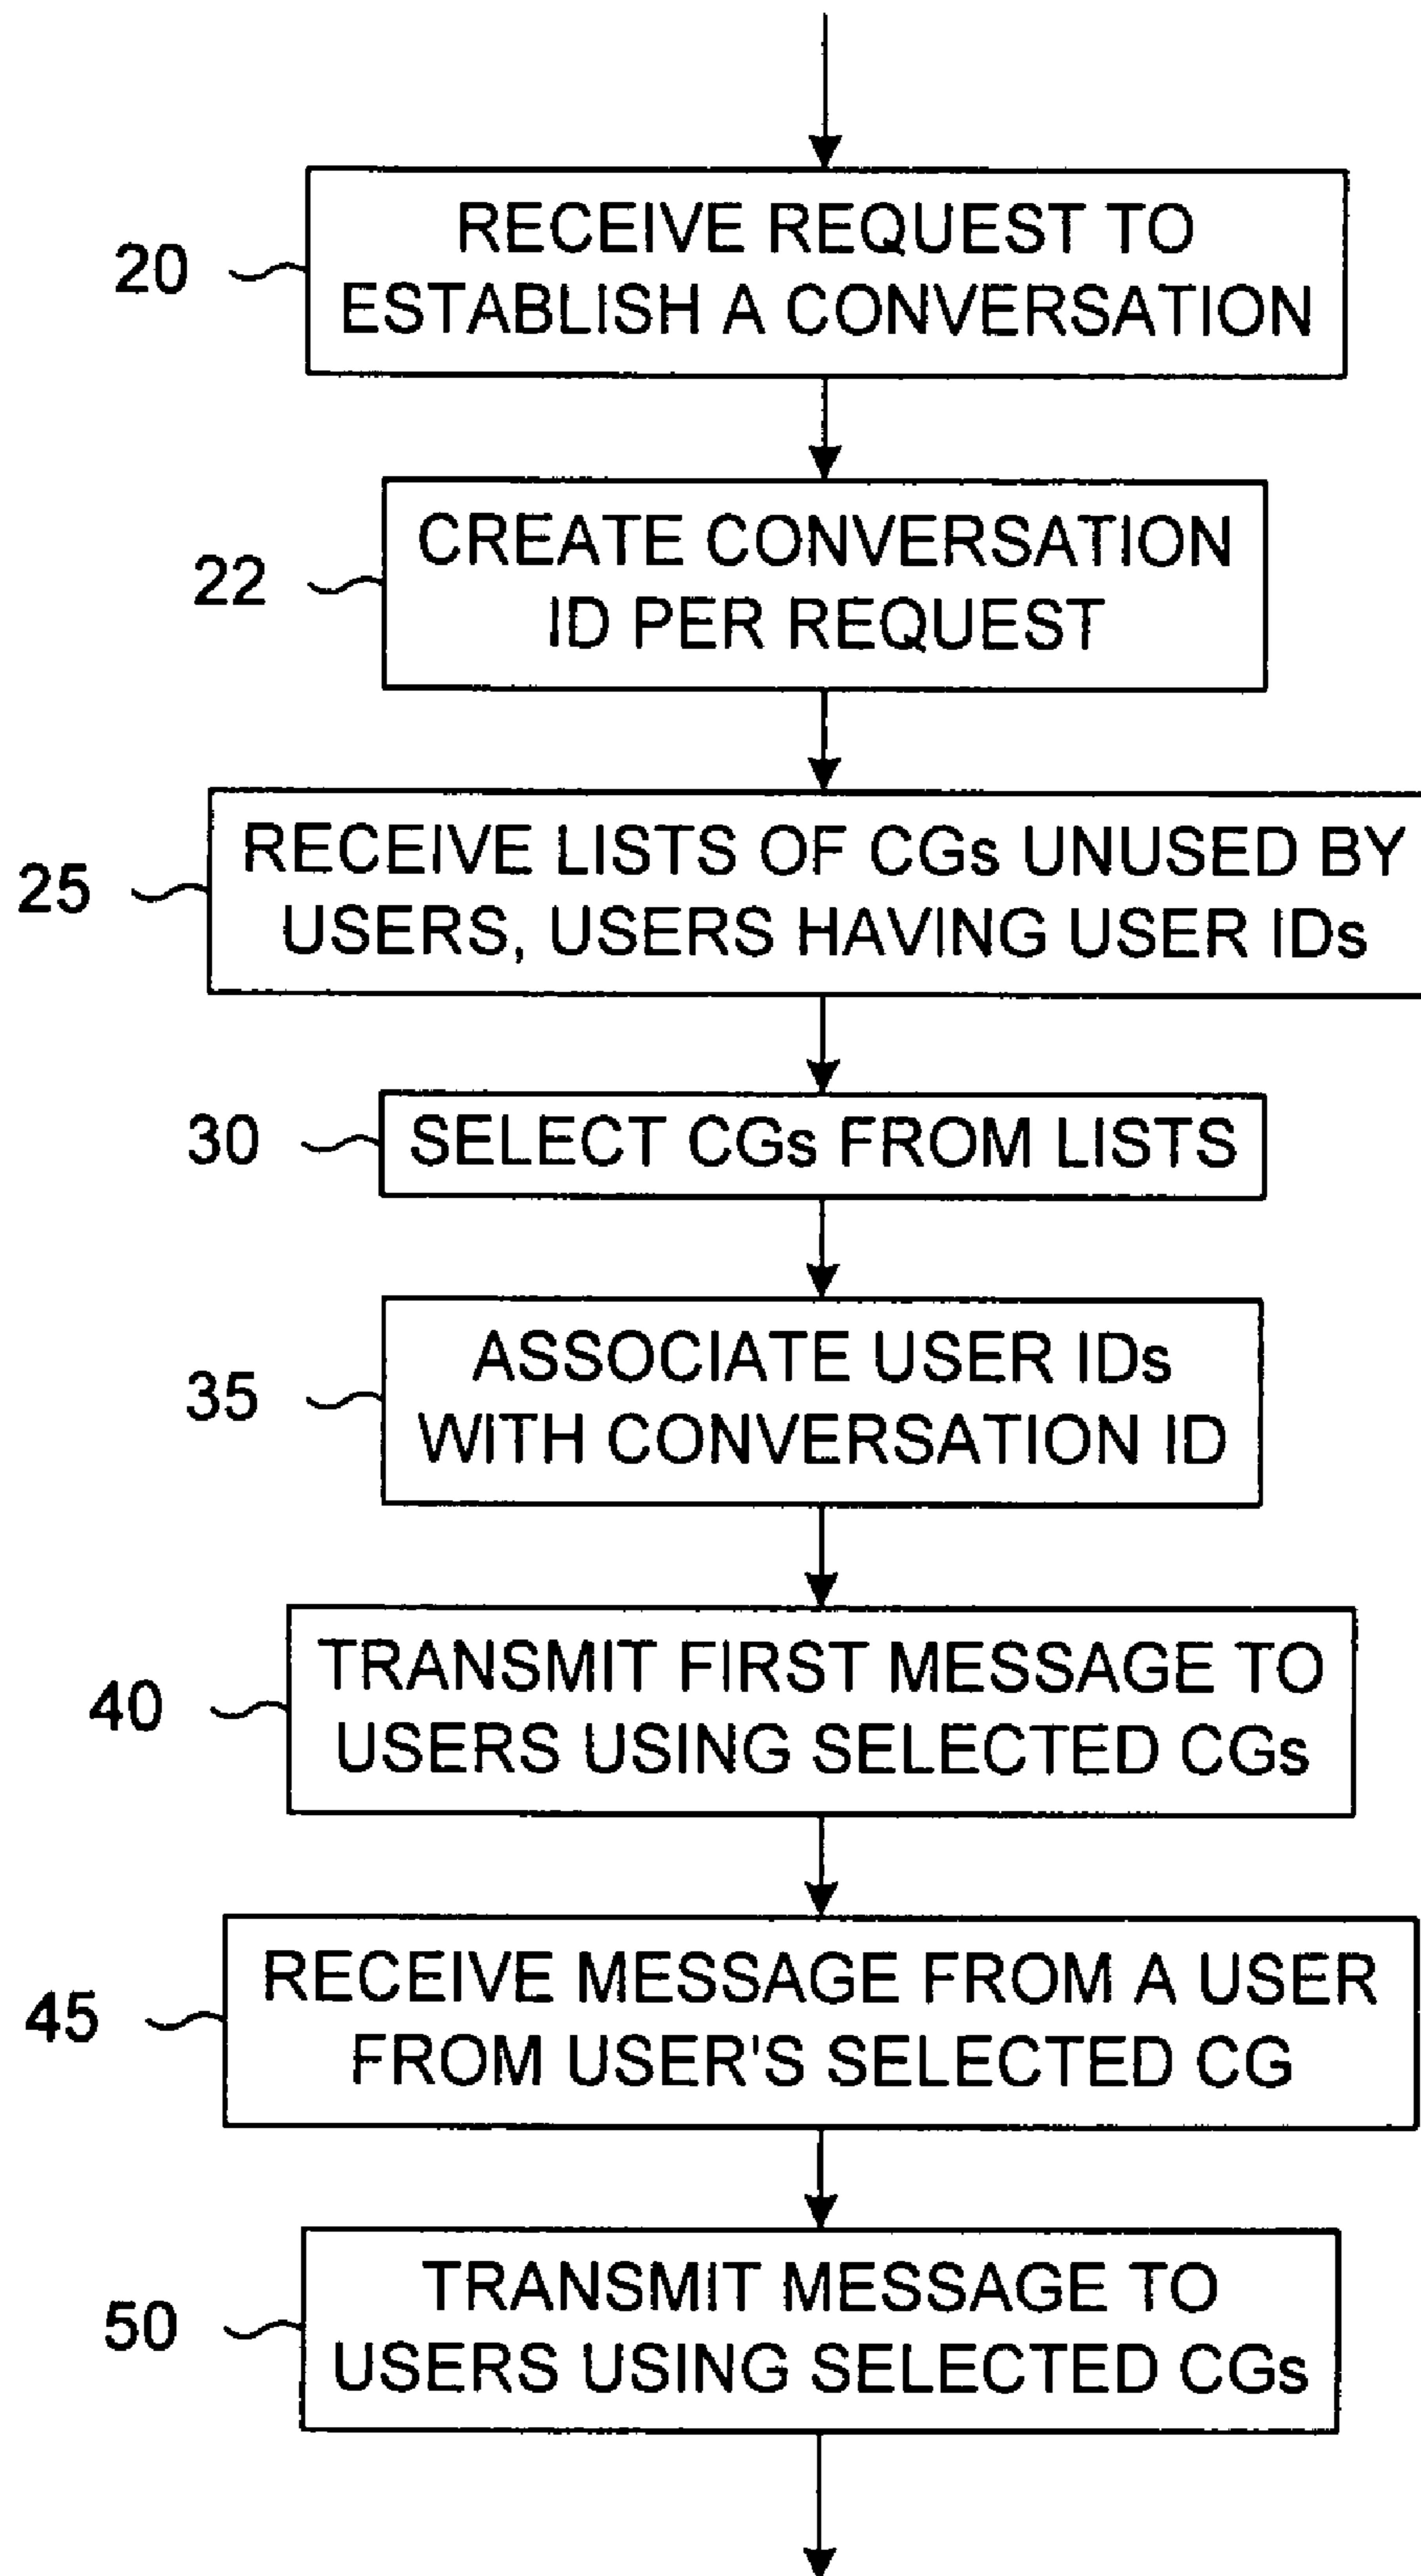 20
RECEIVE REQUEST TO
ESTABLISH A CONVERSATION
22
CREATE CONVERSATION
ID PER REQUEST
25
RECEIVE LISTS OF CGs UNUSED BY
USERS, USERS HAVING USER IDs
30
SELECT CGs FROM LISTS
35
ASSOCIATE USER IDs
WITH CONVERSATION ID
40
TRANSMIT FIRST MESSAGE TO
USERS USING SELECTED CGs
45
RECEIVE MESSAGE FROM A USER
FROM USER'S SELECTED CG
50
TRANSMIT MESSAGE TO
USERS USING SELECTED CGs